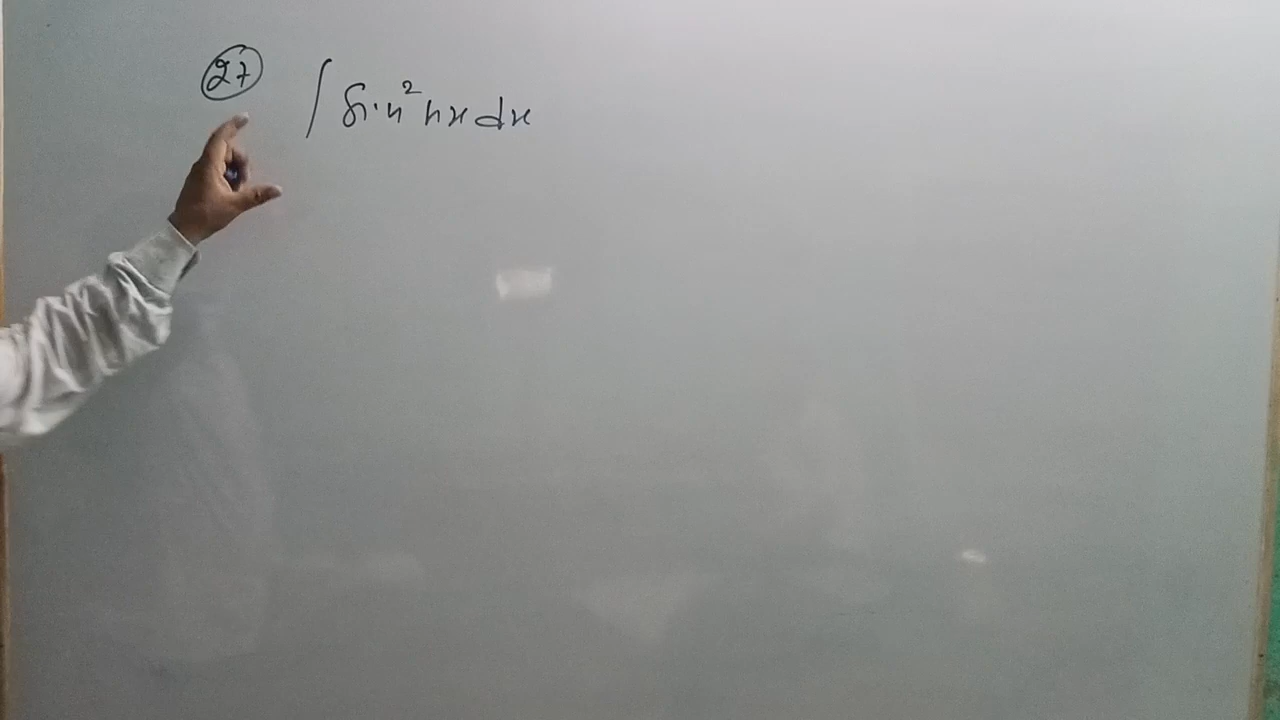 27 ∫ Sin² nx dx